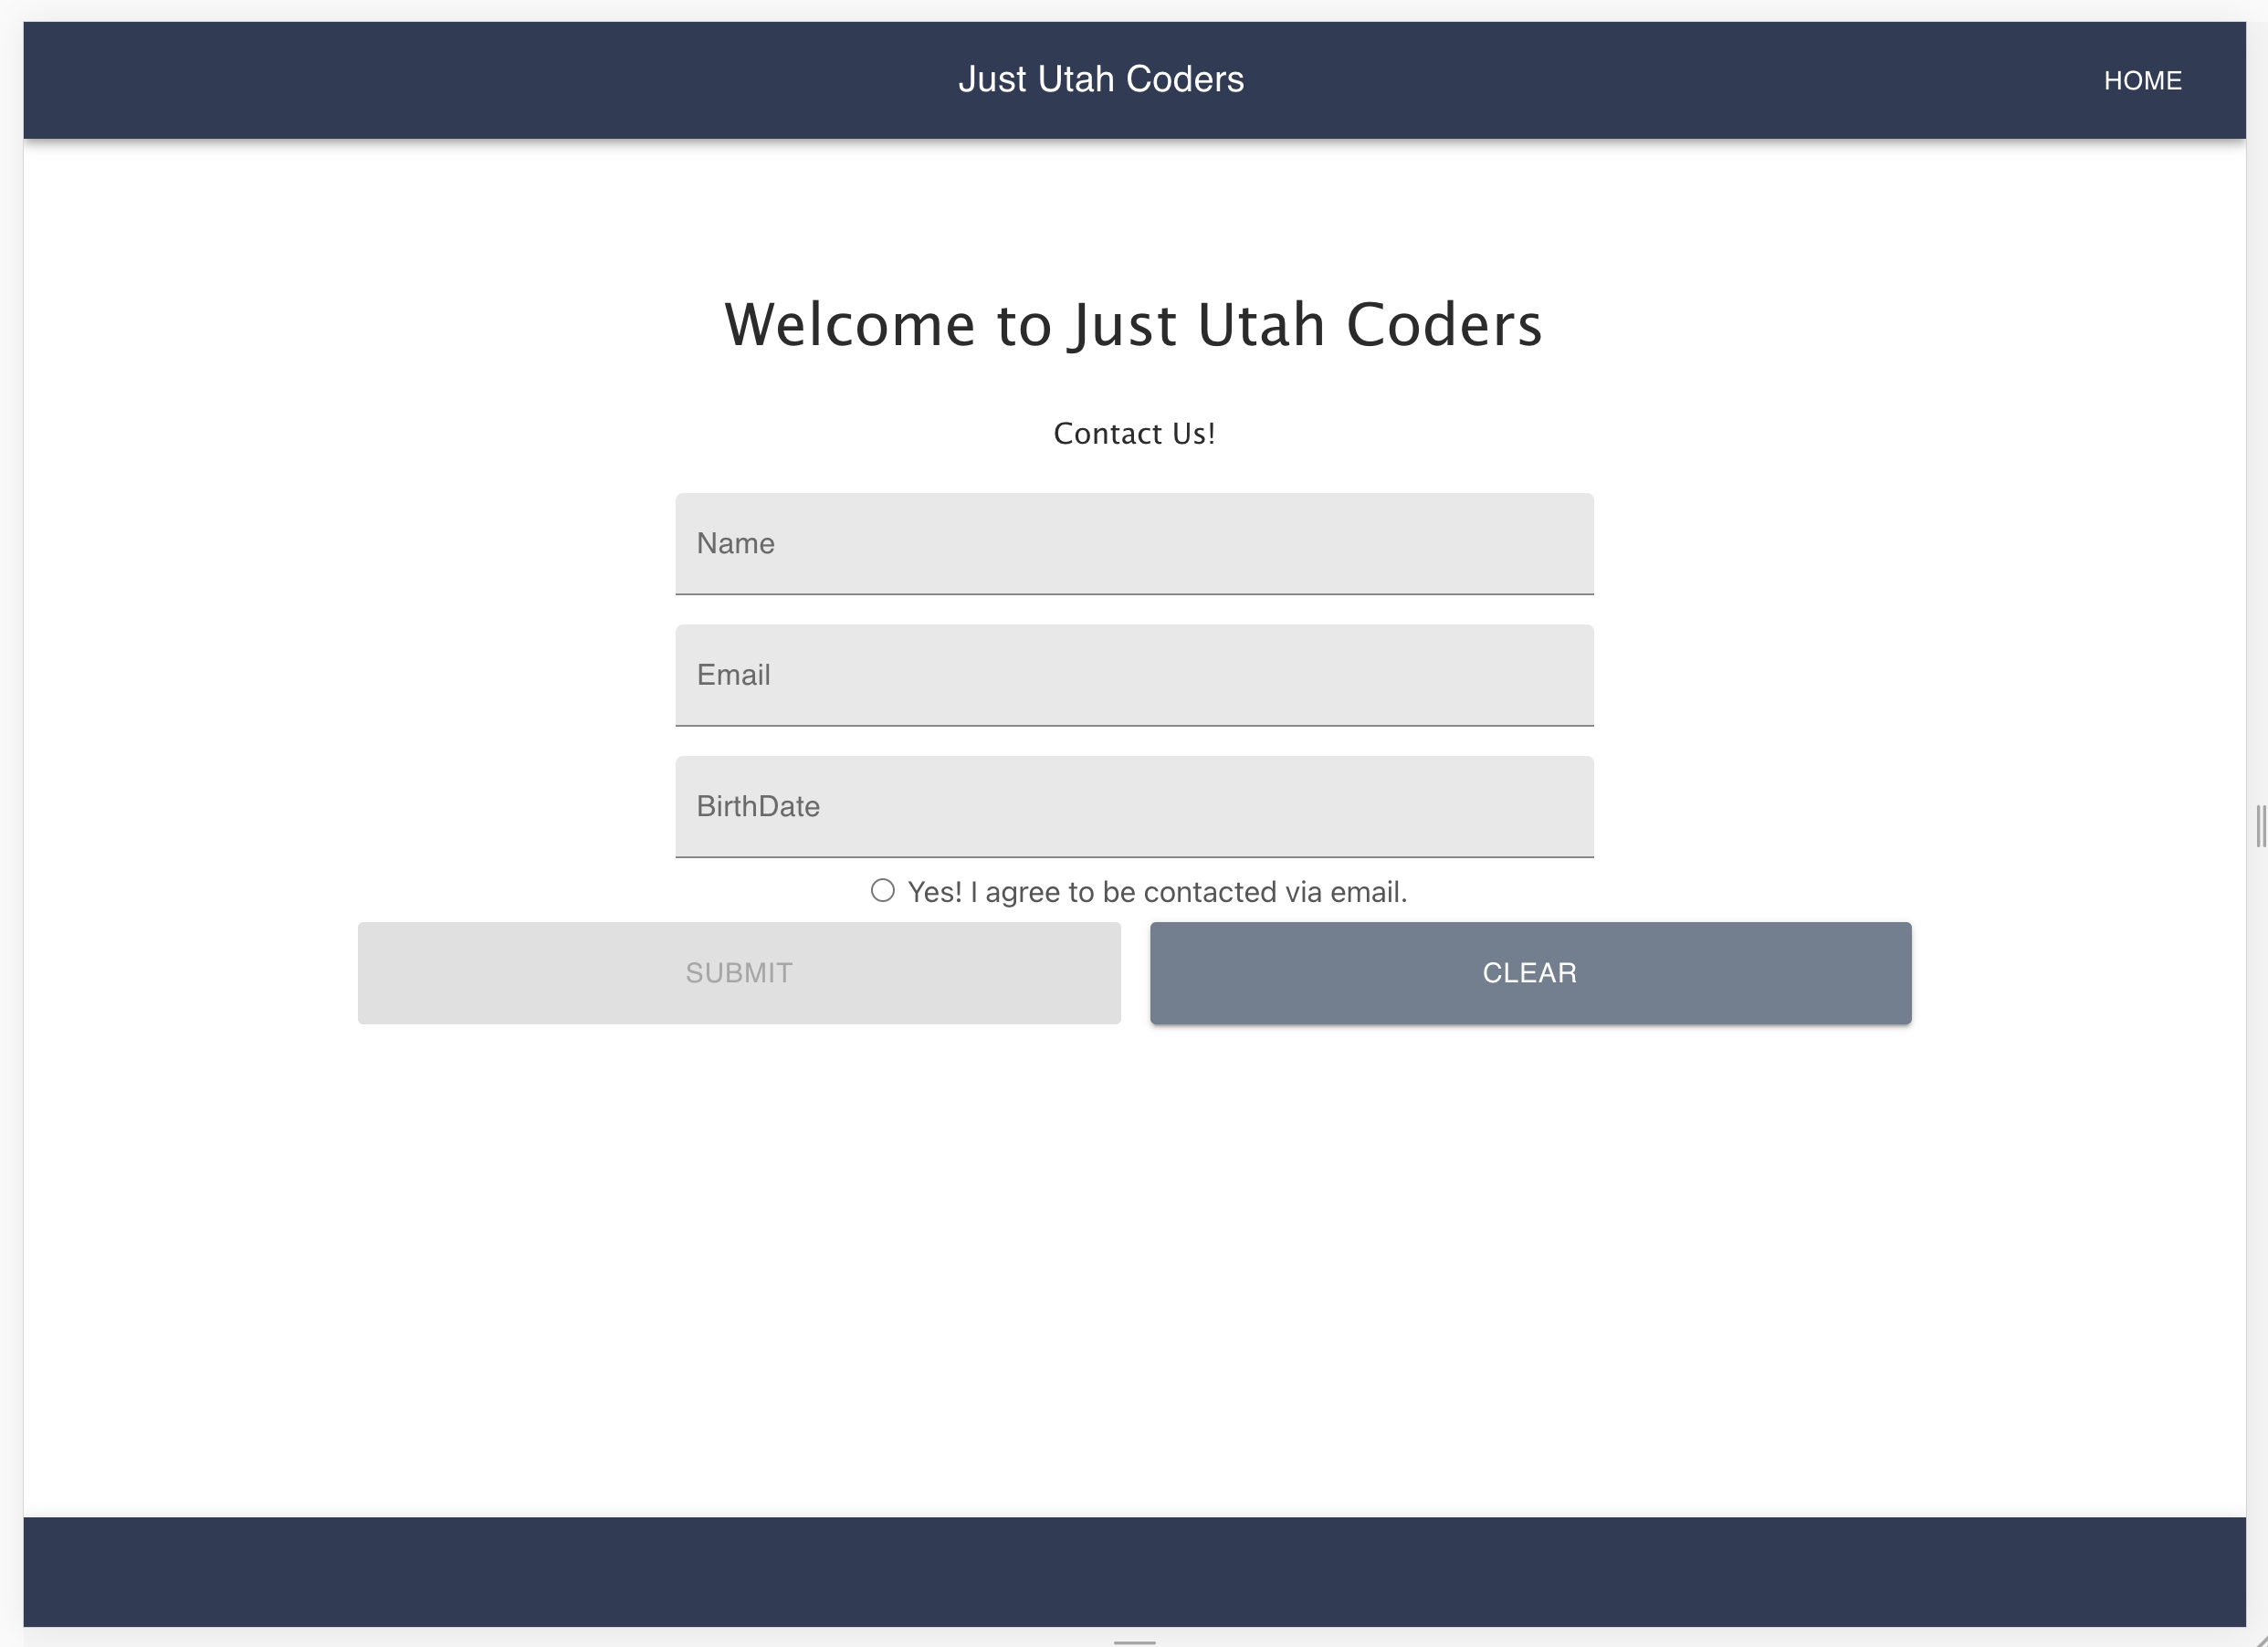 Just Utah Coders
HOME
Welcome to Just Utah Coders
Contact Us!
Name
Email
BirthDate
Yes! I agree to be contacted via email.
SUBMIT
CLEAR